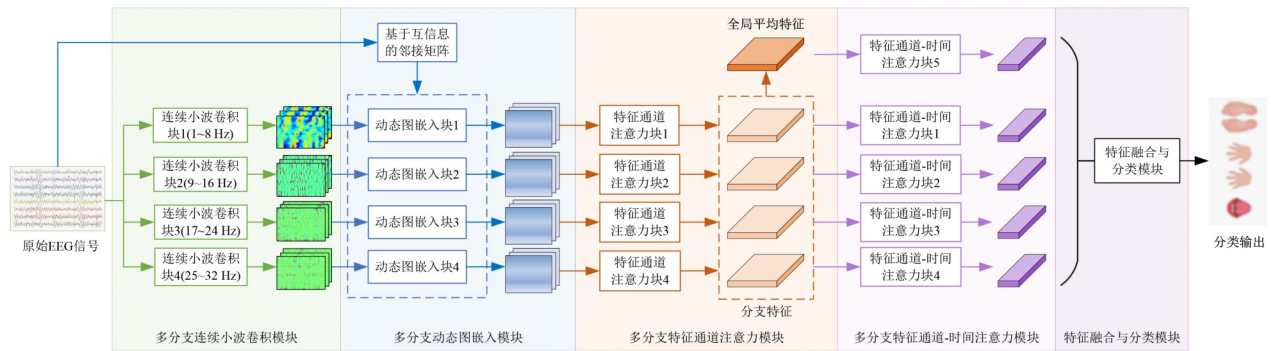 基于互信息
的邻接矩阵
全局平均特征
特征通道-时间
注意力块5
连续小波卷积
块1(1~8 Hz)
动态图嵌入块1
特征通道
注意力块1
特征通道-时间
注意力块1
连续小波卷积
块2(9~16 Hz)
动态图嵌入块2
特征通道
注意力块2
特征通道-时间
注意力块2
特征融合与
分类模块
连续小波卷积
块3(17~24 Hz)
动态图嵌入块3
特征通道
注意力块3
特征通道-时间
注意力块3
原始EEG信号
分类输出
连续小波卷积
块4(25~32 Hz)
动态图嵌入块4
特征通道
注意力块4
特征通道-时间
注意力块4
分支特征
多分支连续小波卷积模块
多分支动态图嵌入模块
多分支特征通道注意力模块
多分支特征通道-时间注意力模块
特征融合与分类模块